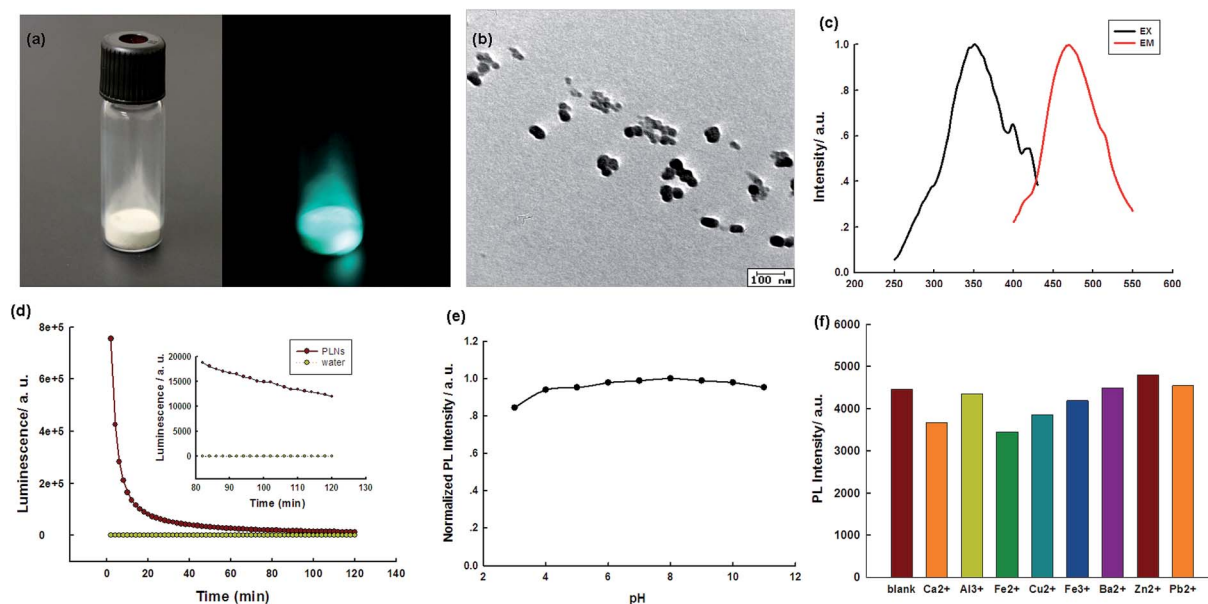 (a)
(b)
100 nm
(c)
EX
EM
1.0
.8
.6
.4
.2
0.0
Intensity/ a.u.
200 250 300 350 400 450 500 550 600
(d)
8e+5
6e+5
4e+5
2e+5
0
Luminescence/ a. u.
0 20 40 60 80 100 120 140
Time (min)
PLNs
water
20000
15000
10000
5000
0
Luminescence / a. u.
80 90 100 110 120 130
Time (min)
(e)
1.4
1.2
1.0
.8
.6
.4
.2
0.0
Normalized PL Intensity / a. u.
2 4 6 8 10 12
pH
(f)
6000
5000
4000
3000
2000
1000
0
PL Intensity/ a.u.
blank Ca2+ Al3+ Fe2+ Cu2+ Fe3+ Ba2+ Zn2+ Pb2+